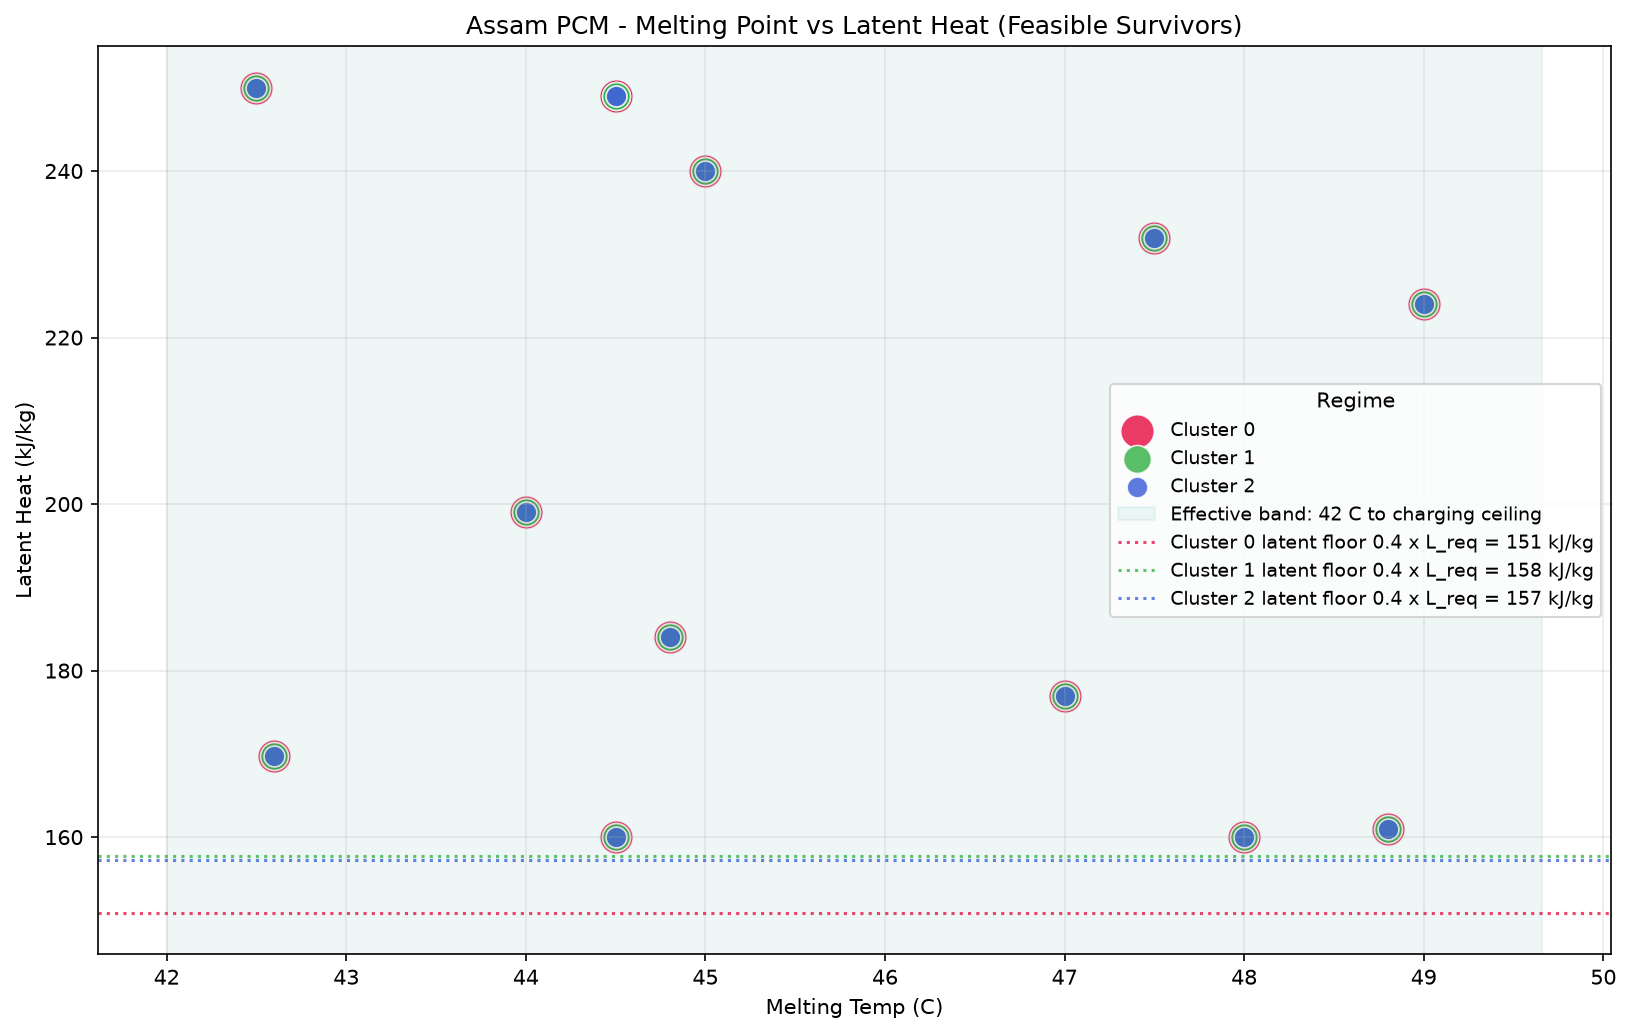 Assam PCM - Melting Point vs Latent Heat (Feasible Survivors)
Latent Heat (kJ/kg)
240
220
200
180
160
Regime
Cluster 0
Cluster 1
Cluster 2
Effective band: 42 C to charging ceiling
Cluster 0 latent floor 0.4 x L_req = 151 kJ/kg
Cluster 1 latent floor 0.4 x L_req = 158 kJ/kg
Cluster 2 latent floor 0.4 x L_req = 157 kJ/kg
42 43 44 45 46 47 48 49 50
Melting Temp (C)